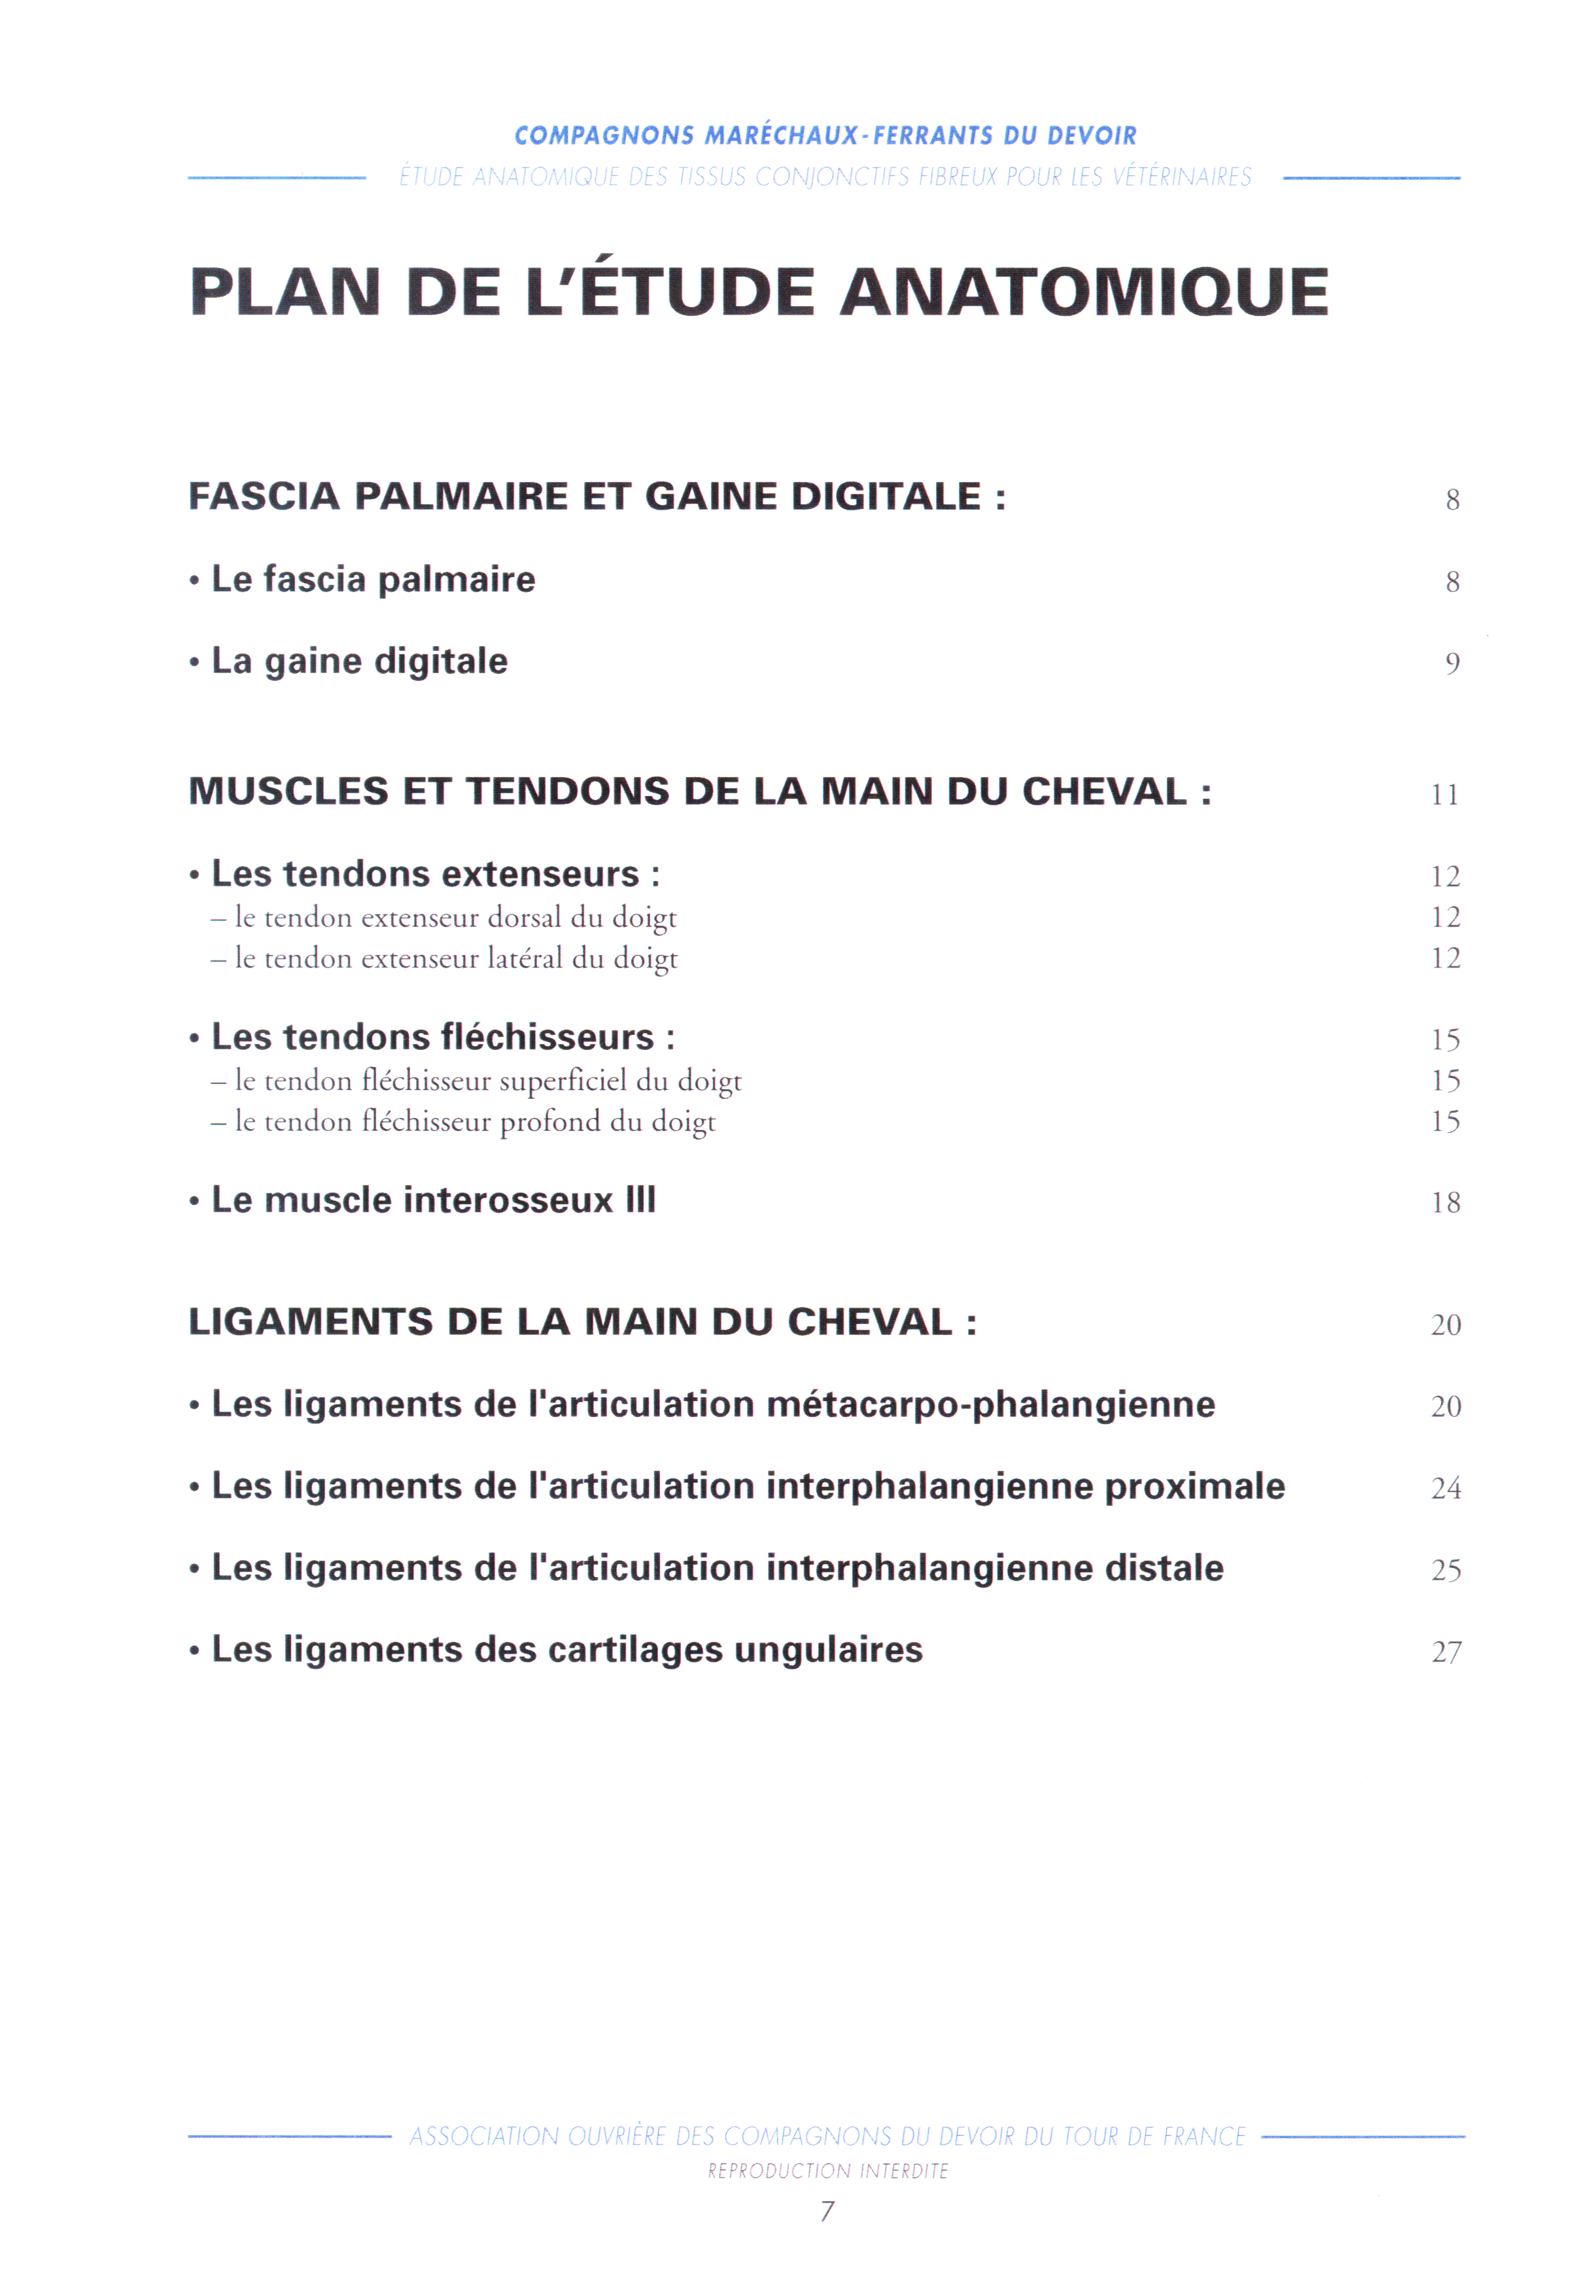 COMPAGNONS MARÉCHAUX-FERRANTS DU DEVOIR
ÉTUDE ANATOMIQUE DES TISSUS CONJONCTIFS FIBREUX POUR LES VÉTÉRINAIRES
PLAN DE L'ÉTUDE ANATOMIQUE
FASCIA PALMAIRE ET GAINE DIGITALE : 8
• Le fascia palmaire 8
• La gaine digitale 9
MUSCLES ET TENDONS DE LA MAIN DU CHEVAL : 11
• Les tendons extenseurs : 12
– le tendon extenseur dorsal du doigt 12
– le tendon extenseur latéral du doigt 12
• Les tendons fléchisseurs : 15
– le tendon fléchisseur superficiel du doigt 15
– le tendon fléchisseur profond du doigt 15
• Le muscle interosseux III 18
LIGAMENTS DE LA MAIN DU CHEVAL : 20
• Les ligaments de l'articulation métacarpo-phalangienne 20
• Les ligaments de l'articulation interphalangienne proximale 24
• Les ligaments de l'articulation interphalangienne distale 25
• Les ligaments des cartilages ungulaires 27
ASSOCIATION OUVRIÈRE DES COMPAGNONS DU DEVOIR DU TOUR DE FRANCE
REPRODUCTION INTERDITE
7